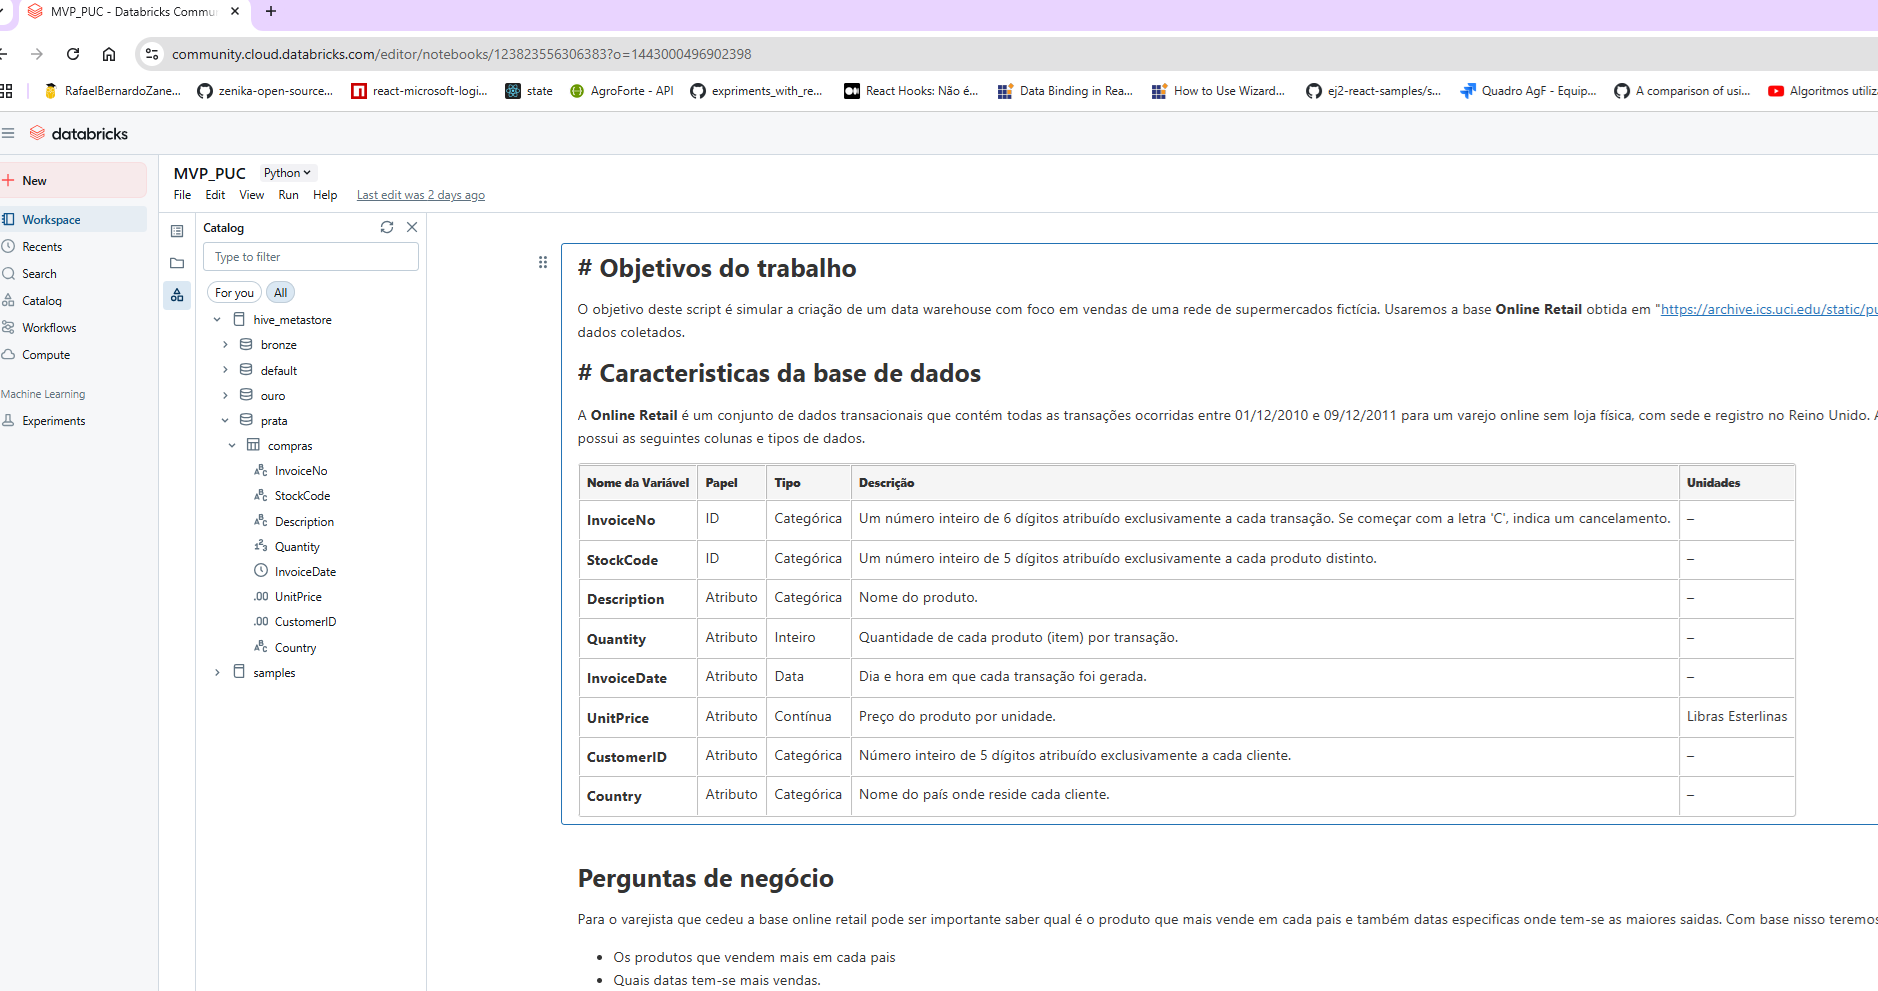 MVP_PUC - Databricks Commu
community.cloud.databricks.com/editor/notebooks/123823556306383?o=1443000496902398
RafaelBernardoZane... zenika-open-source... react-microsoft-logi... state AgroForte - API expriments_with_re... React Hooks: Não é... Data Binding in Rea... How to Use Wizard... ej2-react-samples/s... Quadro AgF - Equip... A comparison of usi... Algoritmos utiliz
databricks
New
Workspace
Recents
Search
Catalog
Workflows
Compute
Machine Learning
Experiments
MVP_PUC Python
File Edit View Run Help Last edit was 2 days ago
Catalog
Type to filter
For you All
hive_metastore
bronze
default
ouro
prata
compras
InvoiceNo
StockCode
Description
Quantity
InvoiceDate
UnitPrice
CustomerID
Country
samples
# Objetivos do trabalho
O objetivo deste script é simular a criação de um data warehouse com foco em vendas de uma rede de supermercados fictícia. Usaremos a base Online Retail obtida em "https://archive.ics.uci.edu/static/pu
dados coletados.
# Caracteristicas da base de dados
A Online Retail é um conjunto de dados transacionais que contém todas as transações ocorridas entre 01/12/2010 e 09/12/2011 para um varejo online sem loja física, com sede e registro no Reino Unido. A
possui as seguintes colunas e tipos de dados.
Nome da Variável Papel Tipo Descrição Unidades
InvoiceNo ID Categórica Um número inteiro de 6 dígitos atribuído exclusivamente a cada transação. Se começar com a letra 'C', indica um cancelamento. –
StockCode ID Categórica Um número inteiro de 5 dígitos atribuído exclusivamente a cada produto distinto. –
Description Atributo Categórica Nome do produto. –
Quantity Atributo Inteiro Quantidade de cada produto (item) por transação. –
InvoiceDate Atributo Data Dia e hora em que cada transação foi gerada. –
UnitPrice Atributo Contínua Preço do produto por unidade. Libras Esterlinas
CustomerID Atributo Categórica Número inteiro de 5 dígitos atribuído exclusivamente a cada cliente. –
Country Atributo Categórica Nome do país onde reside cada cliente. –
Perguntas de negócio
Para o varejista que cedeu a base online retail pode ser importante saber qual é o produto que mais vende em cada pais e também datas especificas onde tem-se as maiores saidas. Com base nisso teremos
• Os produtos que vendem mais em cada pais
• Quais datas tem-se mais vendas.